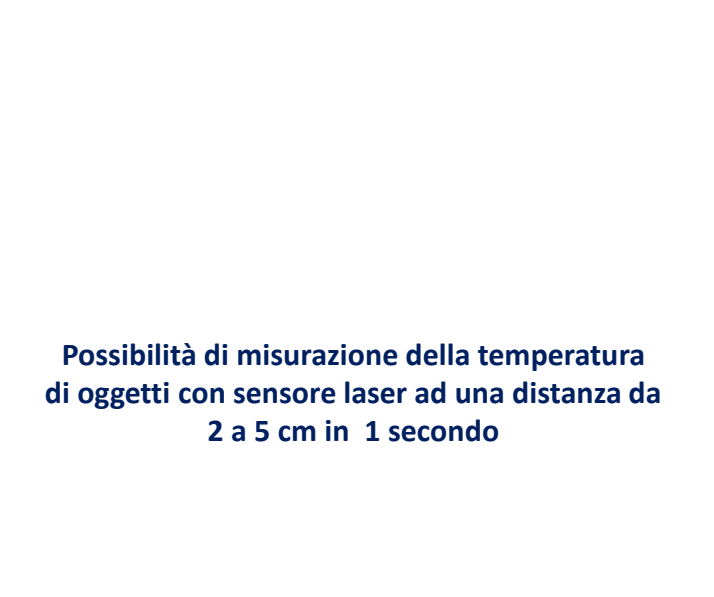 Possibilità di misurazione della temperatura
di oggetti con sensore laser ad una distanza da
2 a 5 cm in  1 secondo